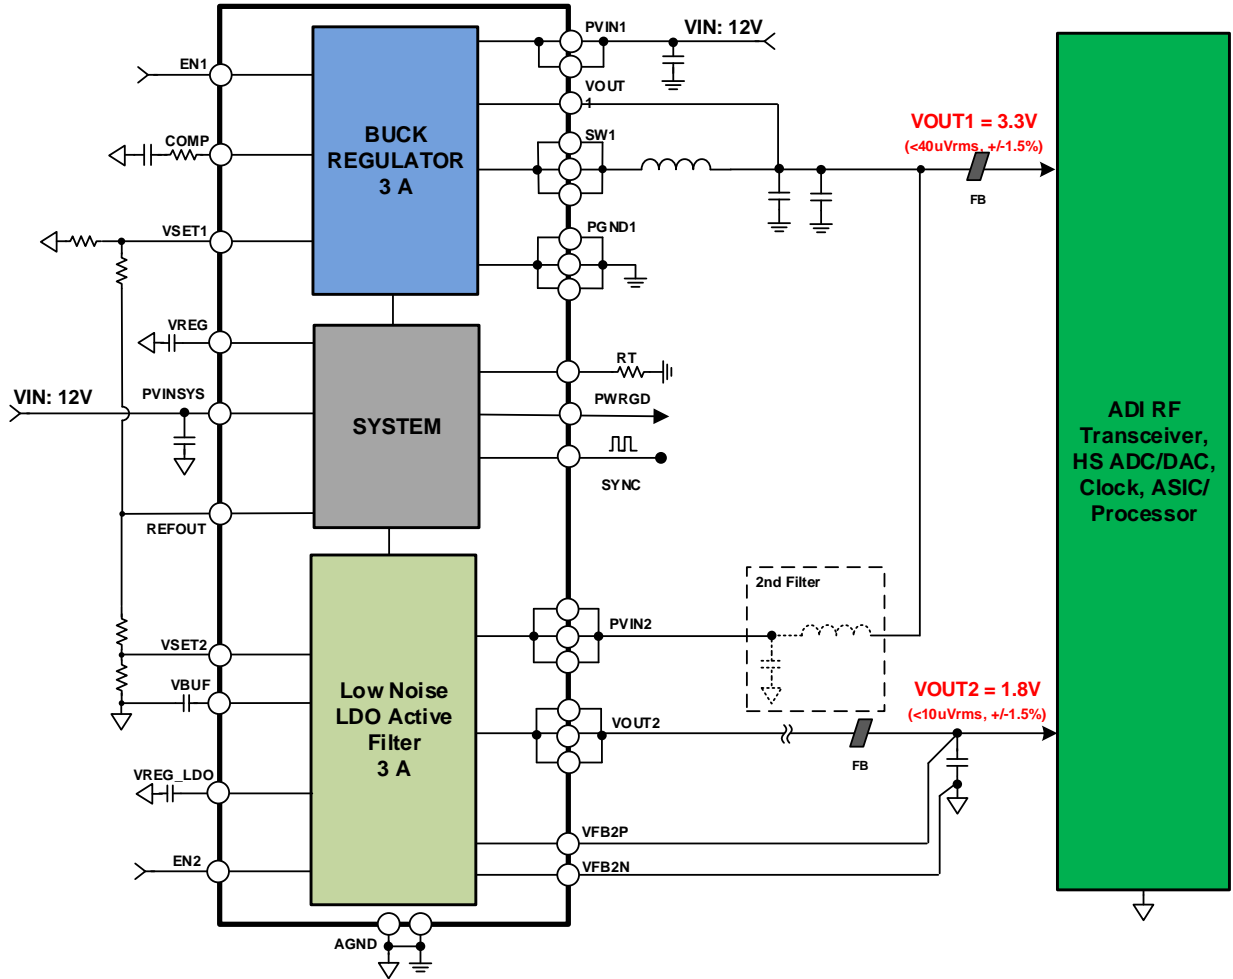 PVIN1
VIN: 12V
EN1
VOUT
1
BUCK
REGULATOR
3 A
COMP
SW1
VOUT1 = 3.3V
(<40uVrms, +/-1.5%)
FB
VSET1
PGND1
VREG
RT
VIN: 12V
PVINSYS
SYSTEM
PWRGD
SYNC
REFOUT
ADI RF
Transceiver,
HS ADC/DAC,
Clock, ASIC/
Processor
2nd Filter
VSET2
PVIN2
VBUF
Low Noise
LDO Active
Filter
3 A
VOUT2
VOUT2 = 1.8V
(<10uVrms, +/-1.5%)
FB
VREG_LDO
VFB2P
EN2
VFB2N
AGND